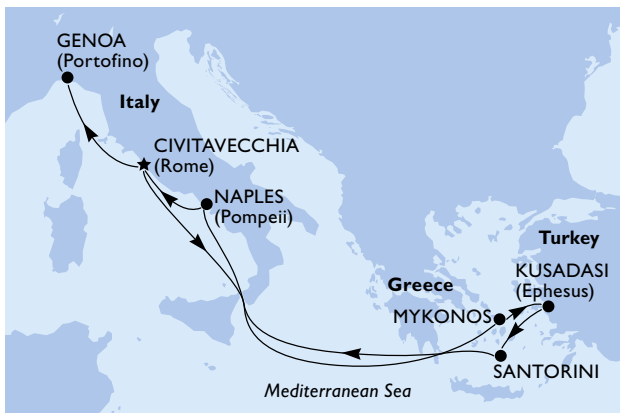 GENOA
(Portofino)
Italy
CIVITAVECCHIA
(Rome)
NAPLES
(Pompeii)
Turkey
KUSADASI
(Ephesus)
Greece
MYKONOS
SANTORINI
Mediterranean Sea